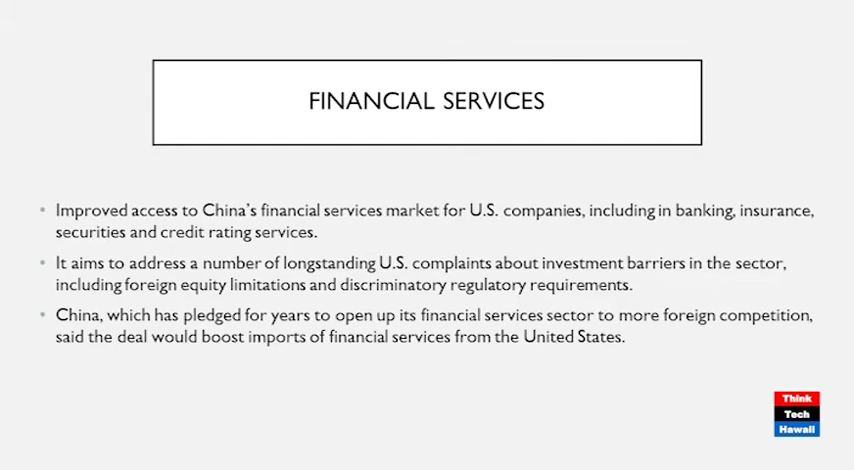 FINANCIAL SERVICES
• Improved access to China's financial services market for U.S. companies, including in banking, insurance,
securities and credit rating services.
• It aims to address a number of longstanding U.S. complaints about investment barriers in the sector,
including foreign equity limitations and discriminatory regulatory requirements.
• China, which has pledged for years to open up its financial services sector to more foreign competition,
said the deal would boost imports of financial services from the United States.
Think
Tech
Hawaii